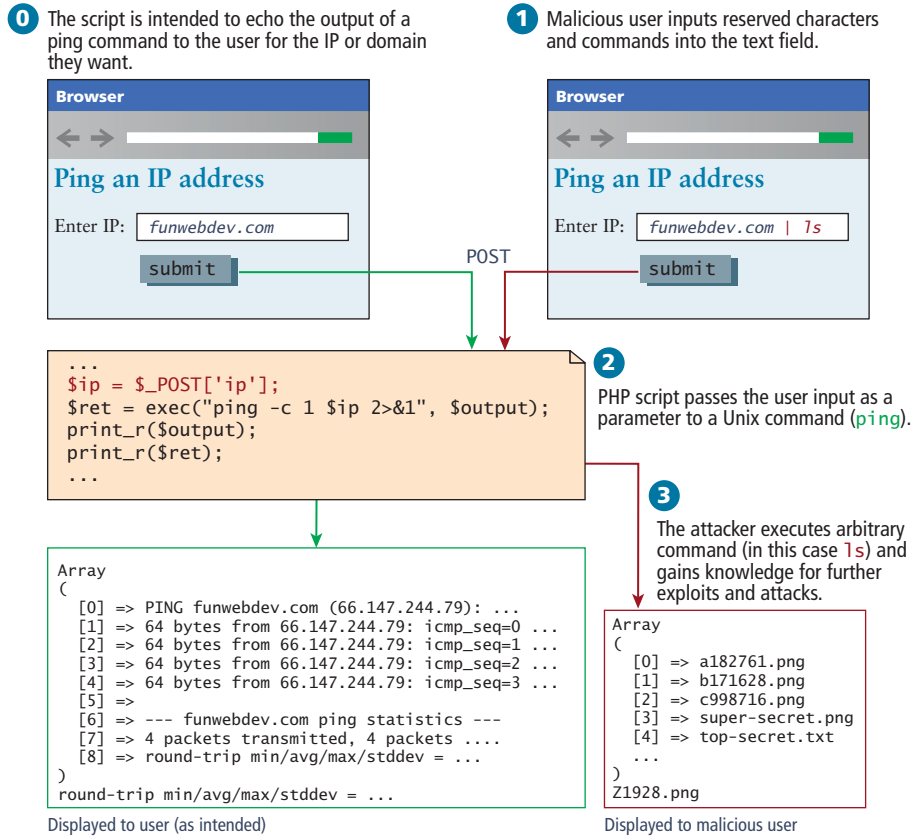 0 The script is intended to echo the output of a
ping command to the user for the IP or domain
they want.
Browser
Ping an IP address
Enter IP: funwebdev.com
submit
1 Malicious user inputs reserved characters
and commands into the text field.
Browser
Ping an IP address
Enter IP: funwebdev.com | ls
submit
POST
...
$ip = $_POST['ip'];
$ret = exec("ping -c 1 $ip 2>&1", $output);
print_r($output);
print_r($ret);
...
2
PHP script passes the user input as a
parameter to a Unix command (ping).
3
The attacker executes arbitrary
command (in this case ls) and
gains knowledge for further
exploits and attacks.
Array
(
[0] => PING funwebdev.com (66.147.244.79): ...
[1] => 64 bytes from 66.147.244.79: icmp_seq=0 ...
[2] => 64 bytes from 66.147.244.79: icmp_seq=1 ...
[3] => 64 bytes from 66.147.244.79: icmp_seq=2 ...
[4] => 64 bytes from 66.147.244.79: icmp_seq=3 ...
[5] =>
[6] => --- funwebdev.com ping statistics ---
[7] => 4 packets transmitted, 4 packets ....
[8] => round-trip min/avg/max/stddev = ...
)
round-trip min/avg/max/stddev = ...
Displayed to user (as intended)
Array
(
[0] => a182761.png
[1] => b171628.png
[2] => c998716.png
[3] => super-secret.png
[4] => top-secret.txt
...
)
Z1928.png
Displayed to malicious user